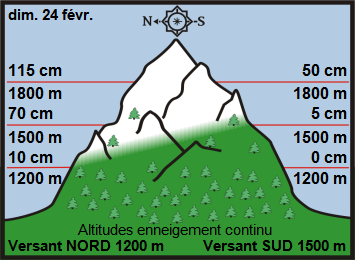 dim. 24 févr.
N S
115 cm 50 cm
1800 m 1800 m
70 cm 5 cm
1500 m 1500 m
10 cm 0 cm
1200 m 1200 m
Altitudes enneigement continu
Versant NORD 1200 m Versant SUD 1500 m